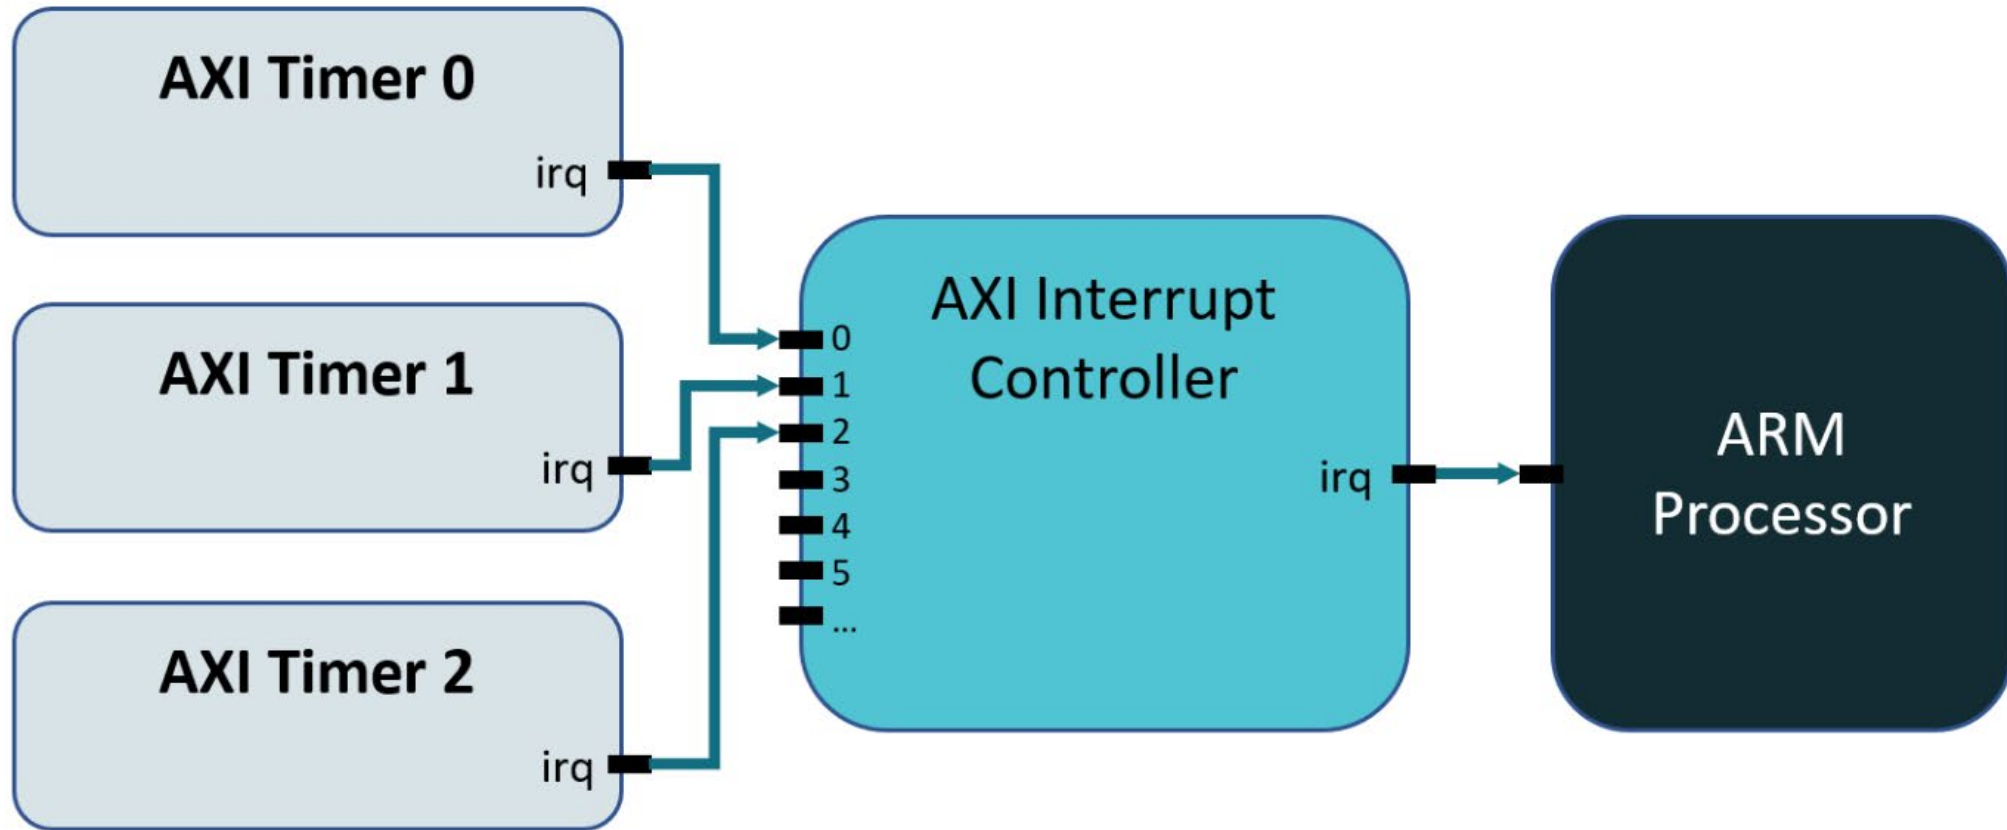 AXI Timer 0
irq
AXI Timer 1
irq
AXI Timer 2
irq
AXI Interrupt
Controller
0
1
2
3
4
5
...
irq
ARM
Processor